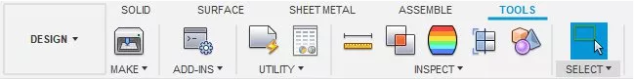 SOLID SURFACE SHEET METAL ASSEMBLE TOOLS
DESIGN
MAKE ADD-INS UTILITY INSPECT SELECT